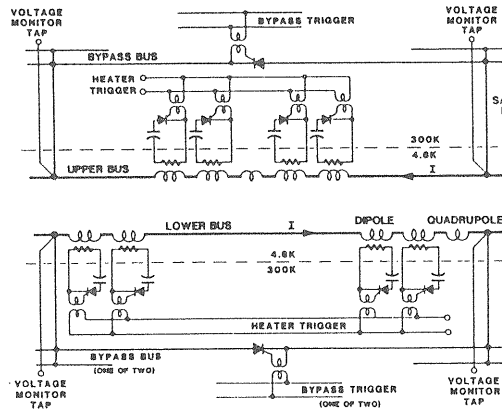 VOLTAGE
MONITOR
TAP
BYPASS TRIGGER
VOLTAGE
MONITOR
TAP
BYPASS BUS
HEATER
TRIGGER
300K
4.6K
UPPER BUS
I
LOWER BUS
I
DIPOLE
QUADRUPOLE
4.6K
300K
HEATER TRIGGER
BYPASS BUS
(ONE OF TWO)
VOLTAGE
MONITOR
TAP
BYPASS TRIGGER
(ONE OF TWO)
VOLTAGE
MONITOR
TAP